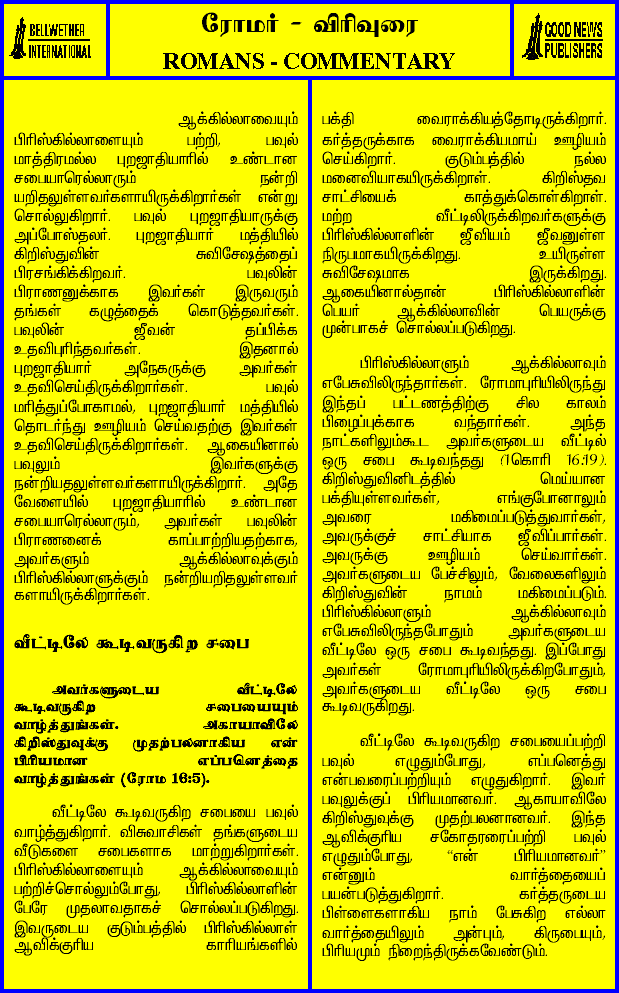 BELLWETHER
INTERNATIONAL
ரோமர் - விரிவுரை
ROMANS - COMMENTARY
GOOD NEWS
PUBLISHERS
ஆக்கில்லாவையும்
பிரிஸ்கில்லாளையும் பற்றி, பவுல்
மாத்திரமல்ல புறஜாதியாரில் உண்டான
சபையாரெல்லாரும் நன்றி
யறிதலுள்ளவர்களாயிருக்கிறார்கள் என்று
சொல்லுகிறார். பவுல் புறஜாதியாருக்கு
அப்போஸ்தலர். புறஜாதியார் மத்தியில்
கிறிஸ்துவின் சுவிசேஷத்தைப்
பிரசங்கிக்கிறவர். பவுலின்
பிராணனுக்காக இவர்கள் இருவரும்
தங்கள் கழுத்தைக் கொடுத்தவர்கள்.
பவுலின் ஜீவன் தப்பிக்க
உதவிபுரிந்தவர்கள். இதனால்
புறஜாதியார் அநேகருக்கு அவர்கள்
உதவிசெய்திருக்கிறார்கள். பவுல்
மரித்துப்போகாமல், புறஜாதியார் மத்தியில்
தொடர்ந்து ஊழியம் செய்வதற்கு இவர்கள்
உதவிசெய்திருக்கிறார்கள். ஆகையினால்
பவுலும் இவர்களுக்கு
நன்றியதலுள்ளவர்களாயிருக்கிறார். அதே
வேளையில் புறஜாதியாரில் உண்டான
சபையாரெல்லாரும், அவர்கள் பவுலின்
பிராணனைக் காப்பாற்றியதற்காக,
அவர்களும் ஆக்கில்லாவுக்கும்
பிரிஸ்கில்லாளுக்கும் நன்றியறிதலுள்ளவர்
களாயிருக்கிறார்கள்.
வீட்டிலே கூடிவருகிற சபை
அவர்களுடைய வீட்டிலே
கூடிவருகிற சபையையும்
வாழ்த்துங்கள். அகாயாவிலே
கிறிஸ்துவுக்கு முதற்பலனாகிய என்
பிரியமான எப்பனெத்தை
வாழ்த்துங்கள் (ரோம 16:5).
வீட்டிலே கூடிவருகிற சபையை பவுல்
வாழ்த்துகிறார். விசுவாசிகள் தங்களுடைய
வீடுகளை சபைகளாக மாற்றுகிறார்கள்.
பிரிஸ்கில்லாளையும் ஆக்கில்லாவையும்
பற்றிச்சொல்லும்போது, பிரிஸ்கில்லாளின்
பேரே முதலாவதாகச் சொல்லப்படுகிறது.
இவருடைய குடும்பத்தில் பிரிஸ்கில்லாள்
ஆவிக்குரிய காரியங்களில்
பக்தி வைராக்கியத்தோடிருக்கிறார்.
கர்த்தருக்காக வைராக்கியமாய் ஊழியம்
செய்கிறார். குடும்பத்தில் நல்ல
மனைவியாகயிருக்கிறாள். கிறிஸ்தவ
சாட்சியைக் காத்துக்கொள்கிறாள்.
மற்ற வீட்டிலிருக்கிறவர்களுக்கு
பிரிஸ்கில்லாளின் ஜீவியம் ஜீவனுள்ள
நிருபமாகயிருக்கிறது. உயிருள்ள
சுவிசேஷமாக இருக்கிறது.
ஆகையினால்தான் பிரிஸ்கில்லாளின்
பெயர் ஆக்கில்லாவின் பெயருக்கு
முன்பாகச் சொல்லப்படுகிறது.
பிரிஸ்கில்லாளும் ஆக்கில்லாவும்
எபேசுவிலிருந்தார்கள். ரோமாபுரியிலிருந்து
இந்தப் பட்டணத்திற்கு சில காலம்
பிழைப்புக்காக வந்தார்கள். அந்த
நாட்களிலும்கூட அவர்களுடைய வீட்டில்
ஒரு சபை கூடிவந்தது (1கொரி 16:19).
கிறிஸ்துவினிடத்தில் மெய்யான
பக்தியுள்ளவர்கள், எங்குபோனாலும்
அவரை மகிமைப்படுத்துவார்கள்,
அவருக்குச் சாட்சியாக ஜீவிப்பார்கள்.
அவருக்கு ஊழியம் செய்வார்கள்.
அவர்களுடைய பேச்சிலும், வேலைகளிலும்
கிறிஸ்துவின் நாமம் மகிமைப்படும்.
பிரிஸ்கில்லாளும் ஆக்கில்லாவும்
எபேசுவிலிருந்தபோதும் அவர்களுடைய
வீட்டிலே ஒரு சபை கூடிவந்தது. இப்போது
அவர்கள் ரோமாபுரியிலிருக்கிறபோதும்,
அவர்களுடைய வீட்டிலே ஒரு சபை
கூடிவருகிறது.
வீட்டிலே கூடிவருகிற சபையைப்பற்றி
பவுல் எழுதும்போது, எப்பனெத்து
என்பவரைப்பற்றியும் எழுதுகிறார். இவர்
பவுலுக்குப் பிரியமானவர். ஆகாயாவிலே
கிறிஸ்துவுக்கு முதற்பலனானவர். இந்த
ஆவிக்குரிய சகோதரரைப்பற்றி பவுல்
எழுதும்போது, “என் பிரியமானவர்”
என்னும் வார்த்தையைப்
பயன்படுத்துகிறார். கர்த்தருடைய
பிள்ளைகளாகிய நாம் பேசுகிற எல்லா
வார்த்தையிலும் அன்பும், கிருபையும்,
பிரியமும் நிறைந்திருக்கவேண்டும்.